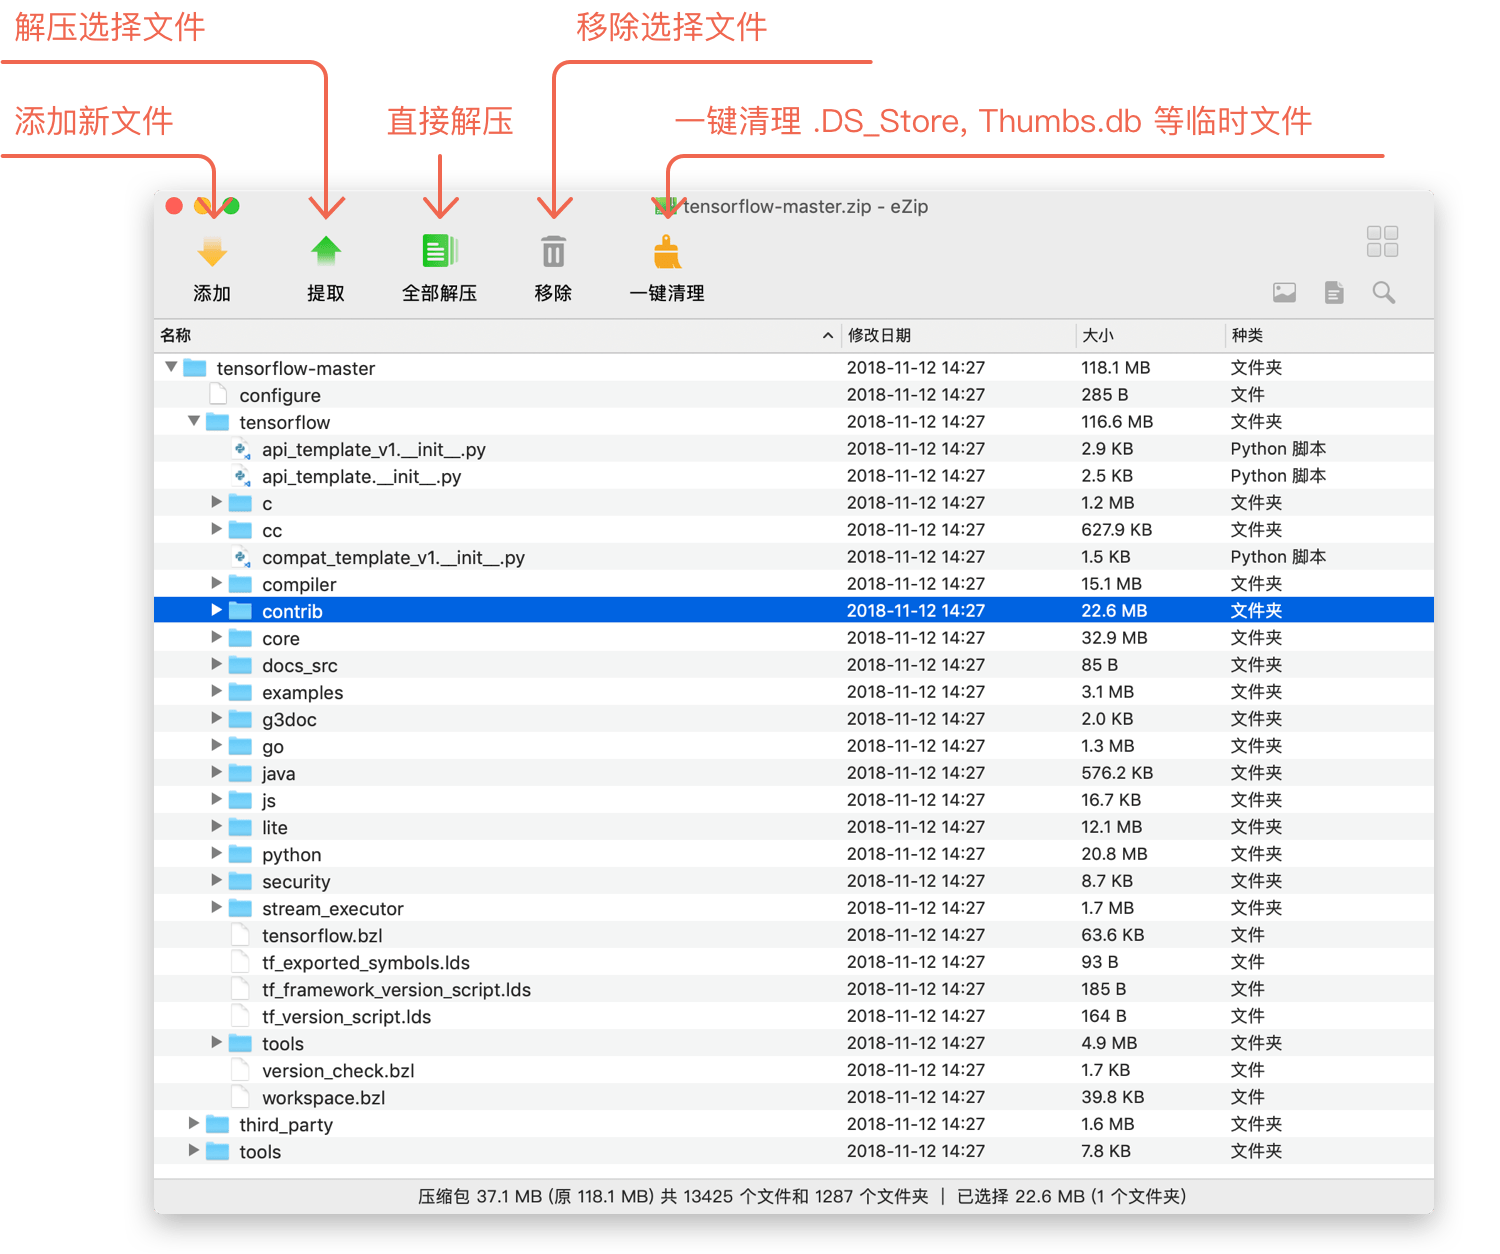 解压选择文件
移除选择文件
添加新文件
直接解压
一键清理 .DS_Store, Thumbs.db 等临时文件
tensorflow-master.zip - eZip
添加 提取 全部解压 移除 一键清理
名称 修改日期 大小 种类
tensorflow-master 2018-11-12 14:27 118.1 MB 文件夹
configure 2018-11-12 14:27 285 B 文件
tensorflow 2018-11-12 14:27 116.6 MB 文件夹
api_template_v1.__init__.py 2018-11-12 14:27 2.9 KB Python 脚本
api_template.__init__.py 2018-11-12 14:27 2.5 KB Python 脚本
c 2018-11-12 14:27 1.2 MB 文件夹
cc 2018-11-12 14:27 627.9 KB 文件夹
compat_template_v1.__init__.py 2018-11-12 14:27 1.5 KB Python 脚本
compiler 2018-11-12 14:27 15.1 MB 文件夹
contrib 2018-11-12 14:27 22.6 MB 文件夹
core 2018-11-12 14:27 32.9 MB 文件夹
docs_src 2018-11-12 14:27 85 B 文件夹
examples 2018-11-12 14:27 3.1 MB 文件夹
g3doc 2018-11-12 14:27 2.0 KB 文件夹
go 2018-11-12 14:27 1.3 MB 文件夹
java 2018-11-12 14:27 576.2 KB 文件夹
js 2018-11-12 14:27 16.7 KB 文件夹
lite 2018-11-12 14:27 12.1 MB 文件夹
python 2018-11-12 14:27 20.8 MB 文件夹
security 2018-11-12 14:27 8.7 KB 文件夹
stream_executor 2018-11-12 14:27 1.7 MB 文件夹
tensorflow.bzl 2018-11-12 14:27 63.6 KB 文件
tf_exported_symbols.lds 2018-11-12 14:27 93 B 文件
tf_framework_version_script.lds 2018-11-12 14:27 185 B 文件
tf_version_script.lds 2018-11-12 14:27 164 B 文件
tools 2018-11-12 14:27 4.9 MB 文件夹
version_check.bzl 2018-11-12 14:27 1.7 KB 文件
workspace.bzl 2018-11-12 14:27 39.8 KB 文件
third_party 2018-11-12 14:27 1.6 MB 文件夹
tools 2018-11-12 14:27 7.8 KB 文件夹
压缩包 37.1 MB (原 118.1 MB) 共 13425 个文件和 1287 个文件夹 | 已选择 22.6 MB (1 个文件夹)